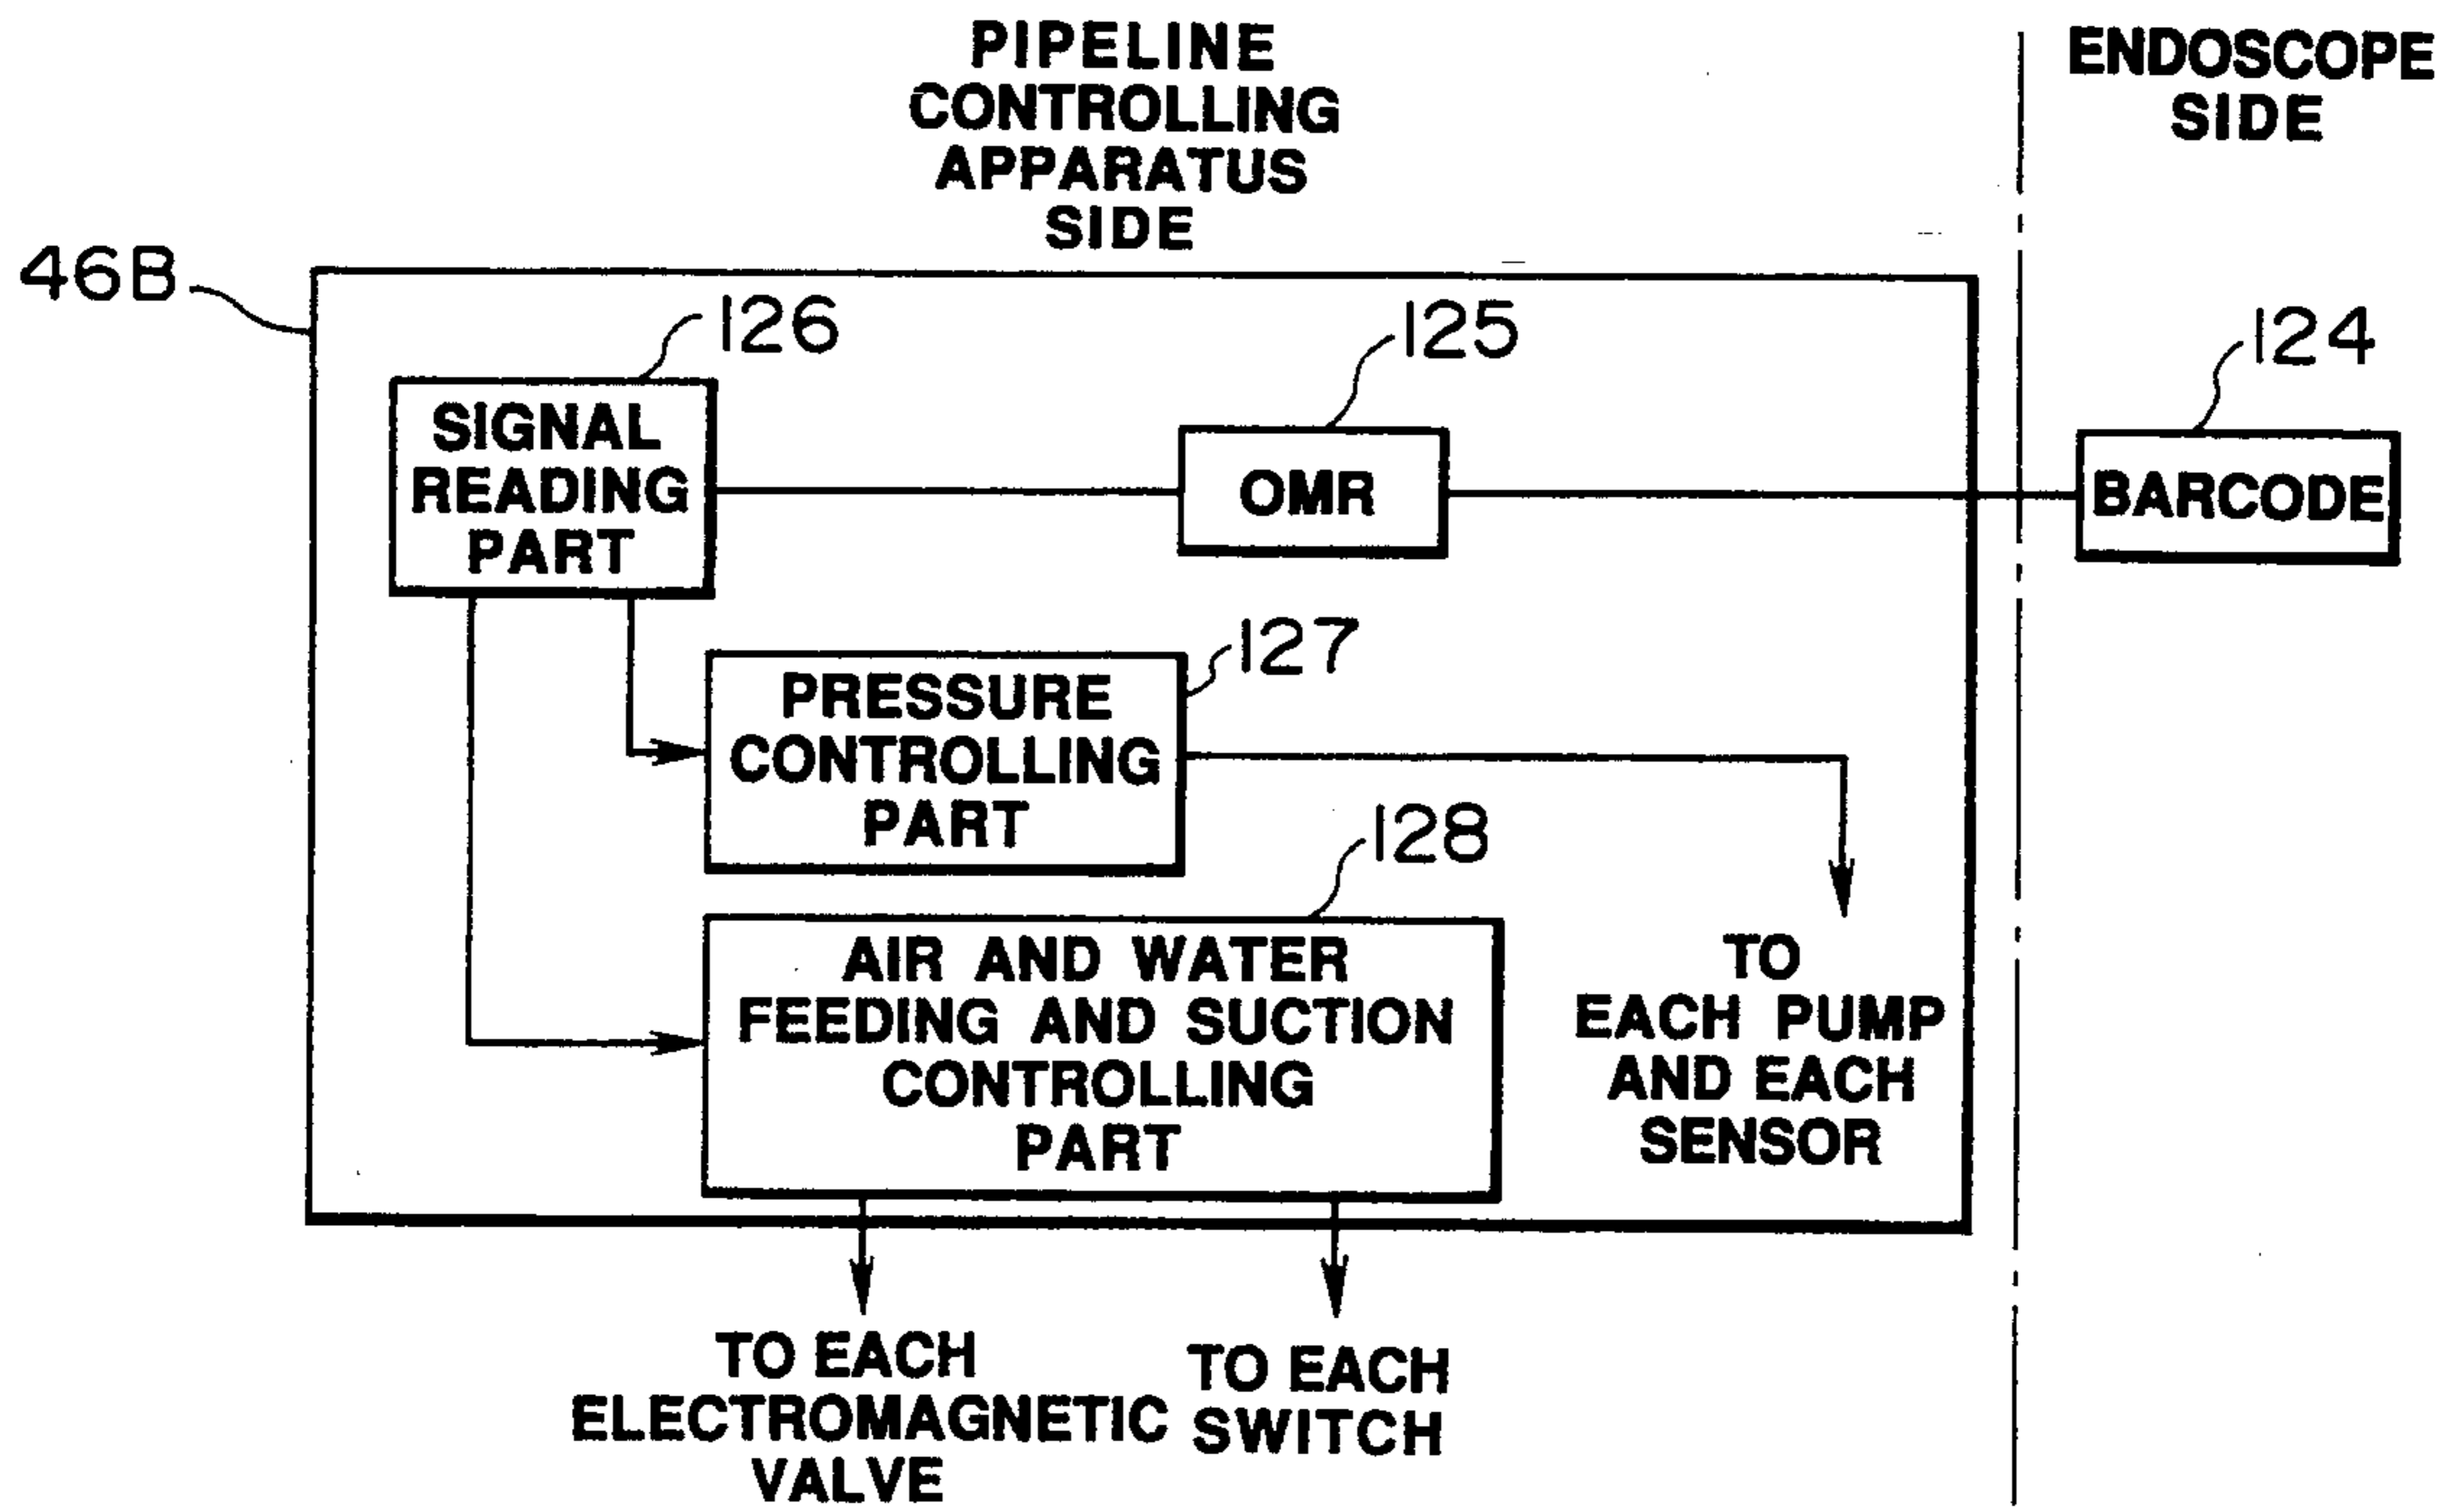 PIPELINE
CONTROLLING
APPARATUS
SIDE
ENDOSCOPE
SIDE
46B
126
125
124
SIGNAL
READING
PART
OMR
BARCODE
127
PRESSURE
CONTROLLING
PART
128
AIR AND WATER
FEEDING AND SUCTION
CONTROLLING
PART
TO
EACH PUMP
AND EACH
SENSOR
TO EACH
ELECTROMAGNETIC
VALVE
TO EACH
SWITCH